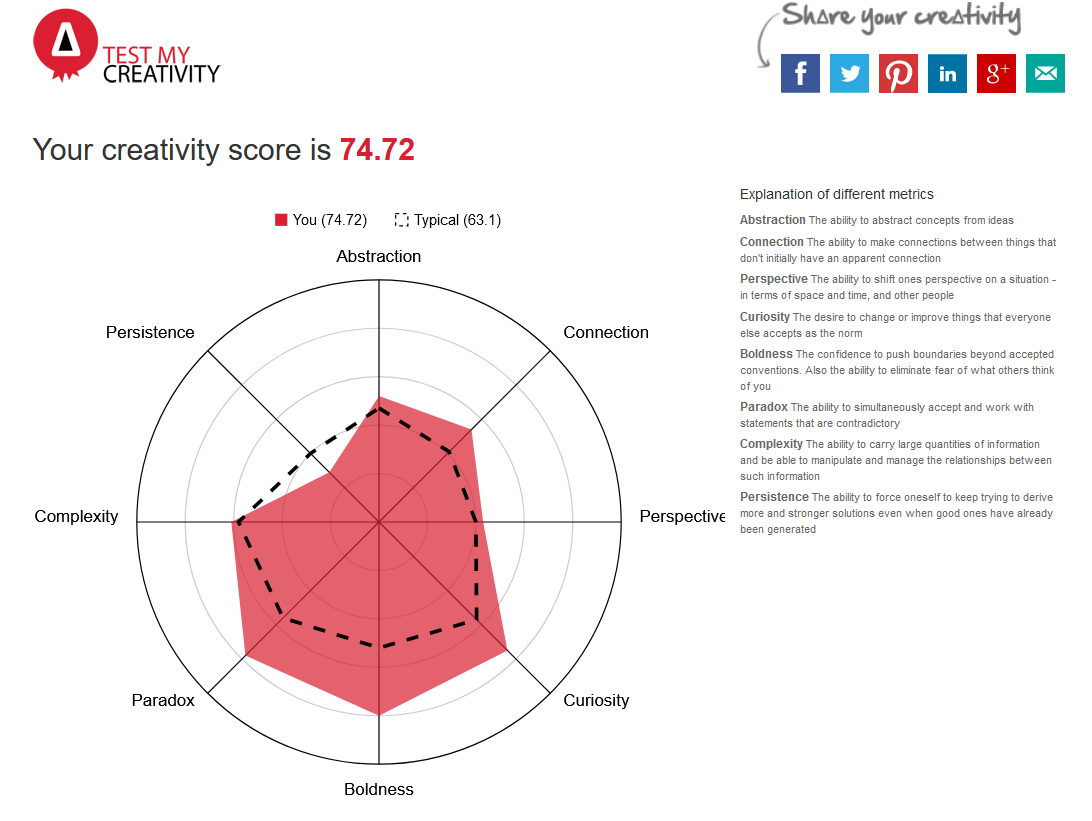 Share your creativity
TEST MY
CREATIVITY
f
in
g+
Your creativity score is 74.72
You (74.72)
Typical (63.1)
Abstraction
Connection
Perspective
Curiosity
Boldness
Paradox
Complexity
Persistence
Explanation of different metrics
Abstraction The ability to abstract concepts from ideas
Connection The ability to make connections between things that
don't initially have an apparent connection
Perspective The ability to shift ones perspective on a situation -
in terms of space and time, and other people
Curiosity The desire to change or improve things that everyone
else accepts as the norm
Boldness The confidence to push boundaries beyond accepted
conventions. Also the ability to eliminate fear of what others think
of you
Paradox The ability to simultaneously accept and work with
statements that are contradictory
Complexity The ability to carry large quantities of information
and be able to manipulate and manage the relationships between
such information
Persistence The ability to force oneself to keep trying to derive
more and stronger solutions even when good ones have already
been generated